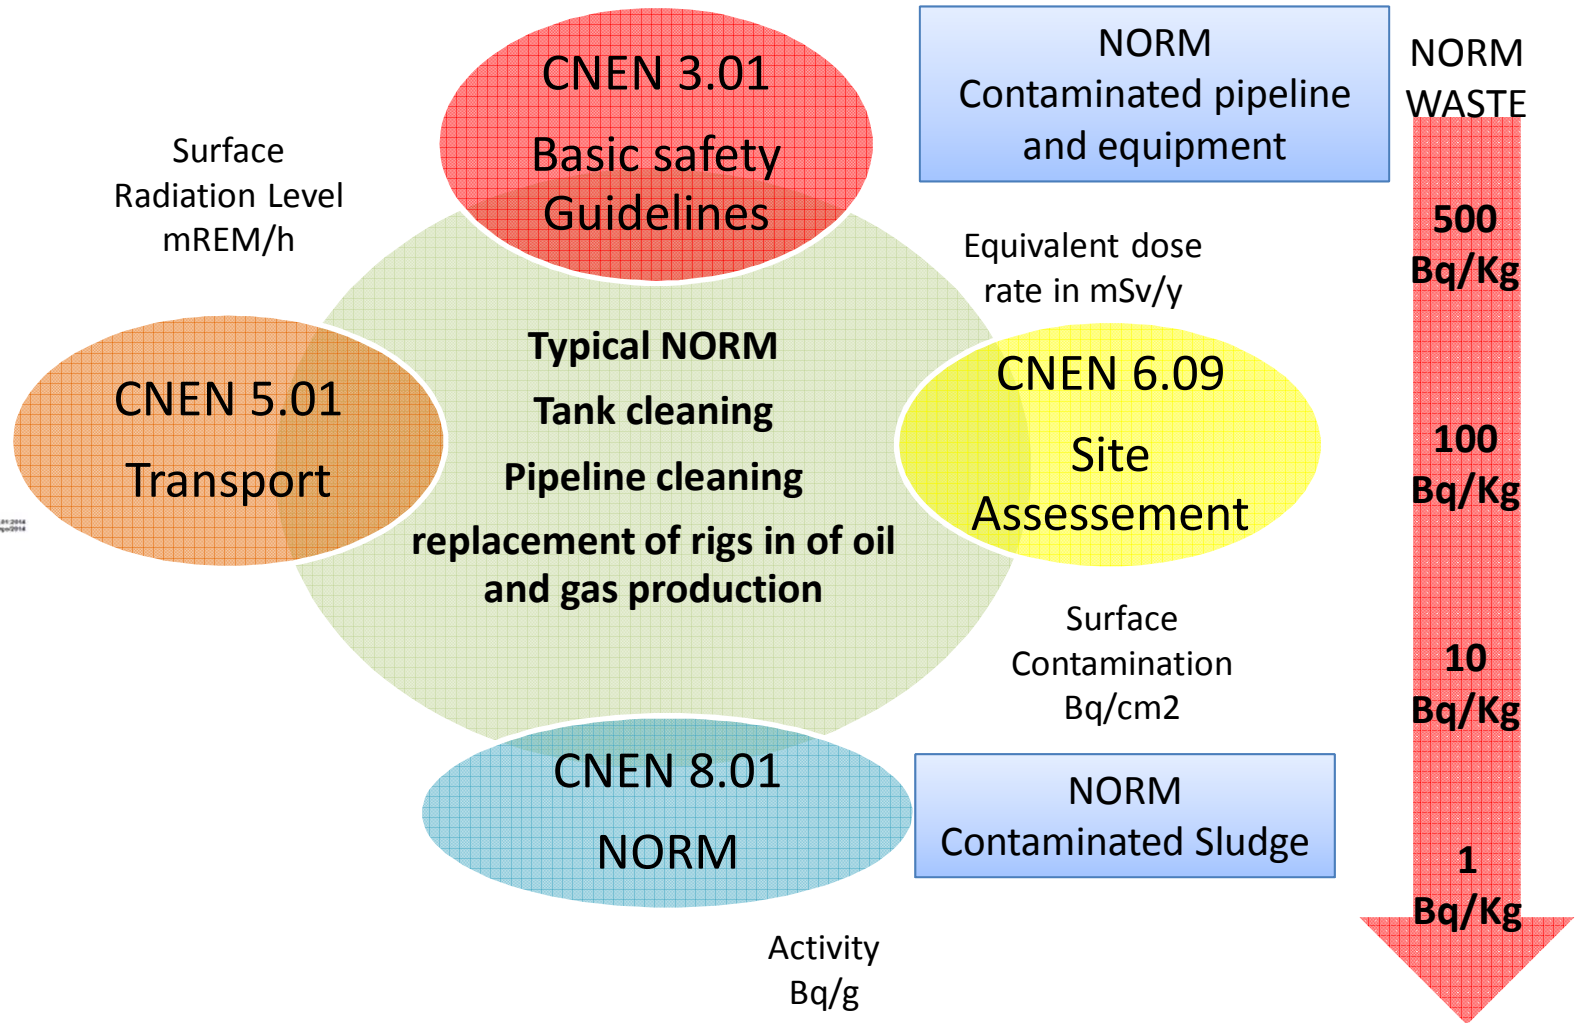 CNEN 3.01
Basic safety
Guidelines
NORM
Contaminated pipeline
and equipment
NORM
WASTE
Surface
Radiation Level
mREM/h
Equivalent dose
rate in mSv/y
500
Bq/Kg
CNEN 5.01
Transport
Typical NORM
Tank cleaning
Pipeline cleaning
replacement of rigs in of oil
and gas production
CNEN 6.09
Site
Assessement
100
Bq/Kg
Surface
Contamination
Bq/cm2
10
Bq/Kg
CNEN 8.01
NORM
NORM
Contaminated Sludge
1
Bq/Kg
Activity
Bq/g